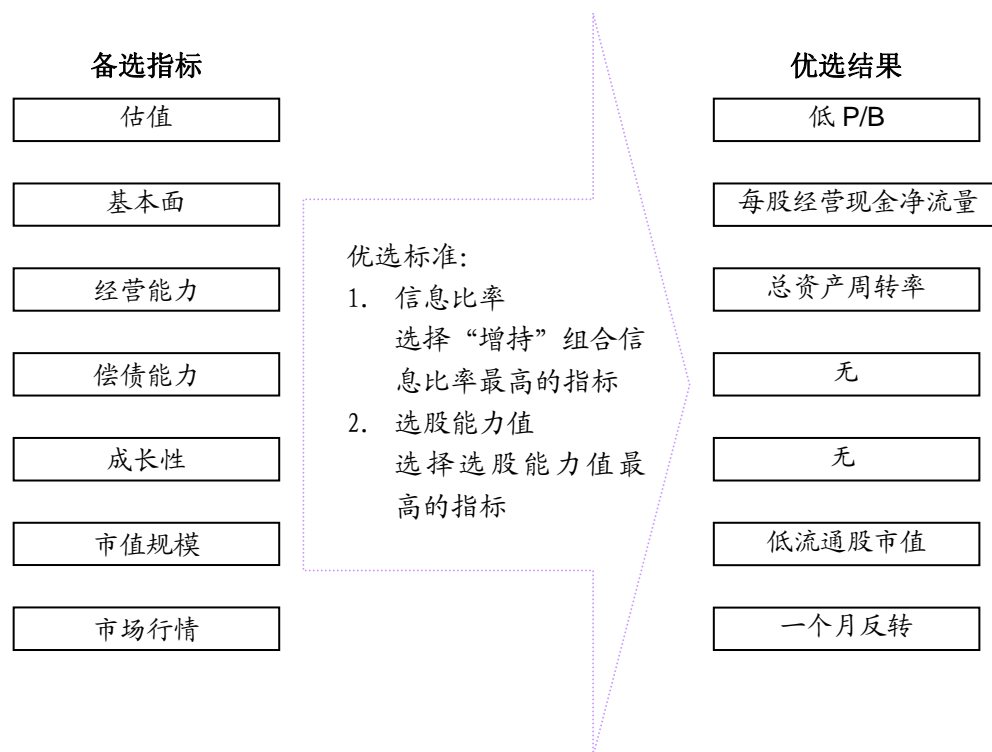 备选指标
估值
基本面
经营能力
偿债能力
成长性
市值规模
市场行情
优选标准:
1. 信息比率
选择“增持”组合信
息比率最高的指标
2. 选股能力值
选择选股能力值最
高的指标
优选结果
低 P/B
每股经营现金净流量
总资产周转率
无
无
低流通股市值
一个月反转